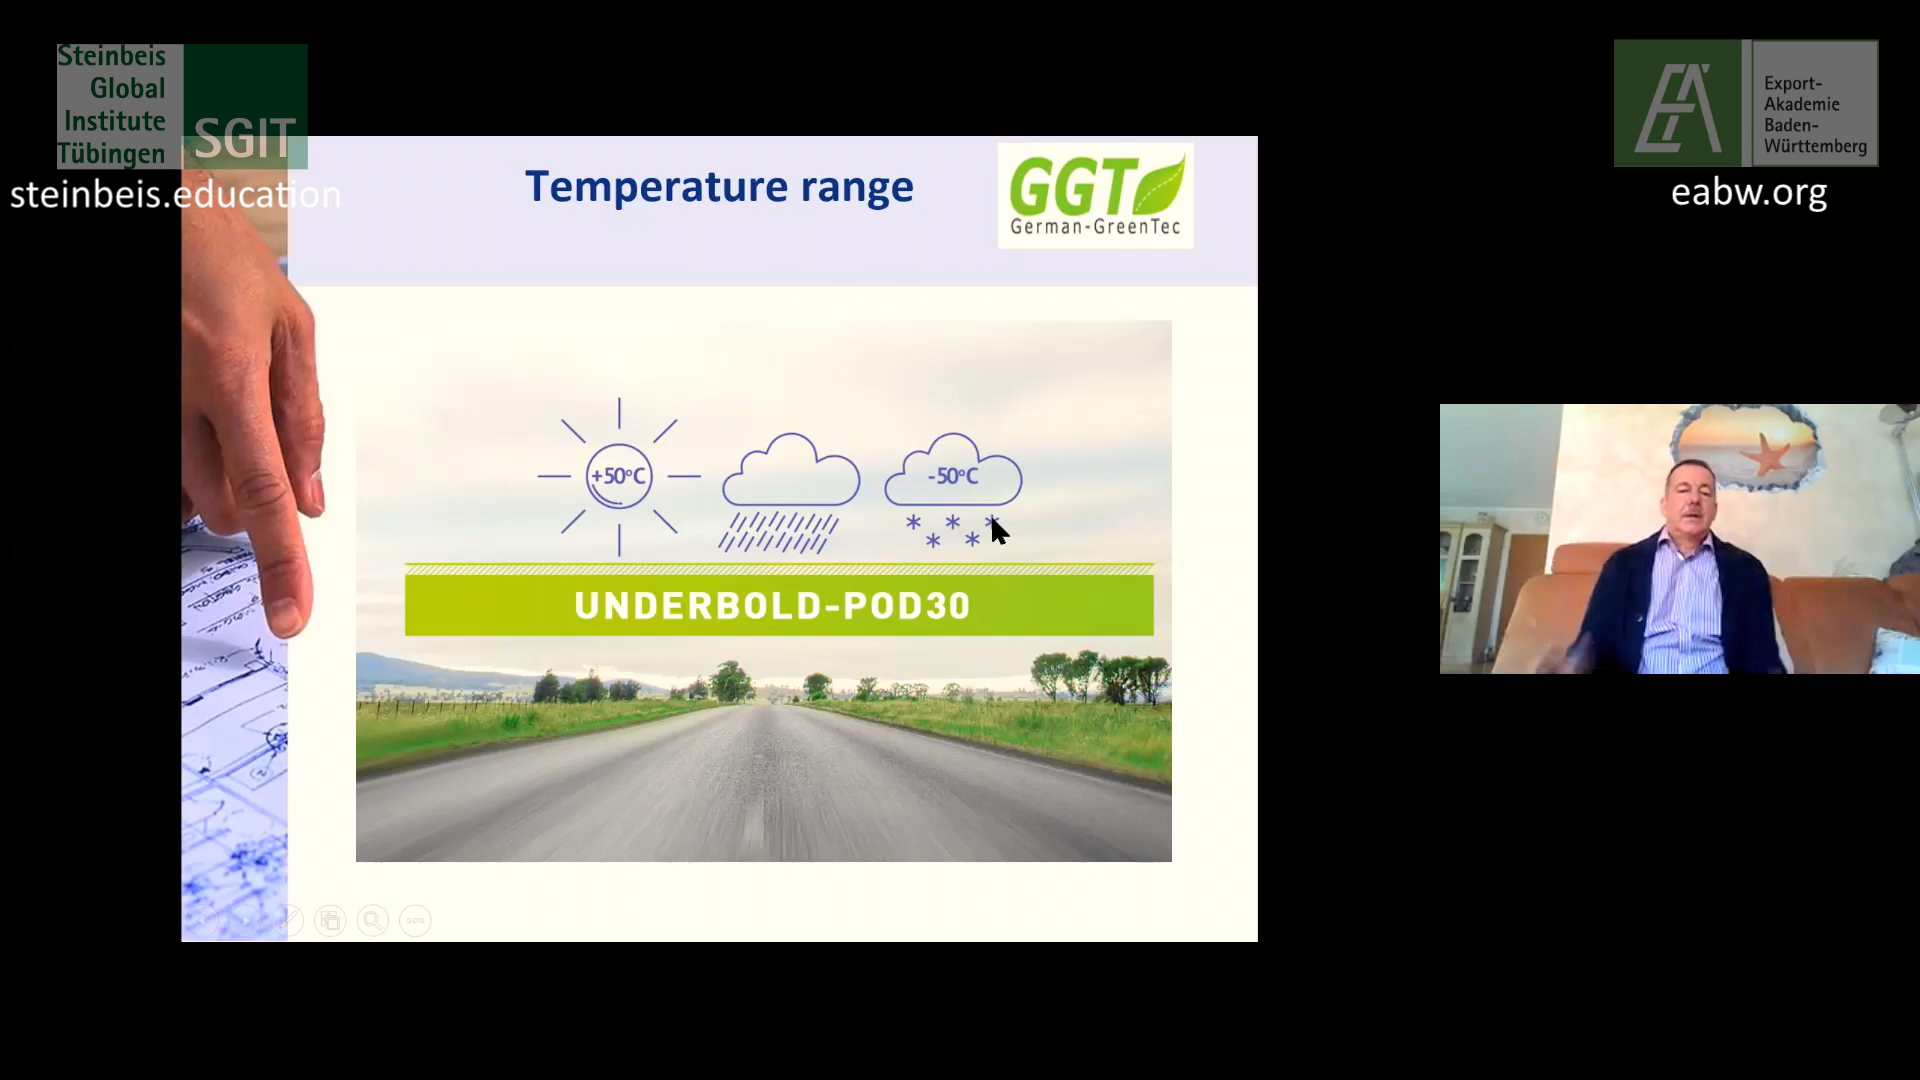 Steinbeis
Global
Institute
Tübingen
SGIT
steinbeis.education
Temperature range
GGT
German-GreenTec
Export-
Akademie
Baden-
Württemberg
eabw.org
+50°C
-50°C
UNDERBOLD-POD30